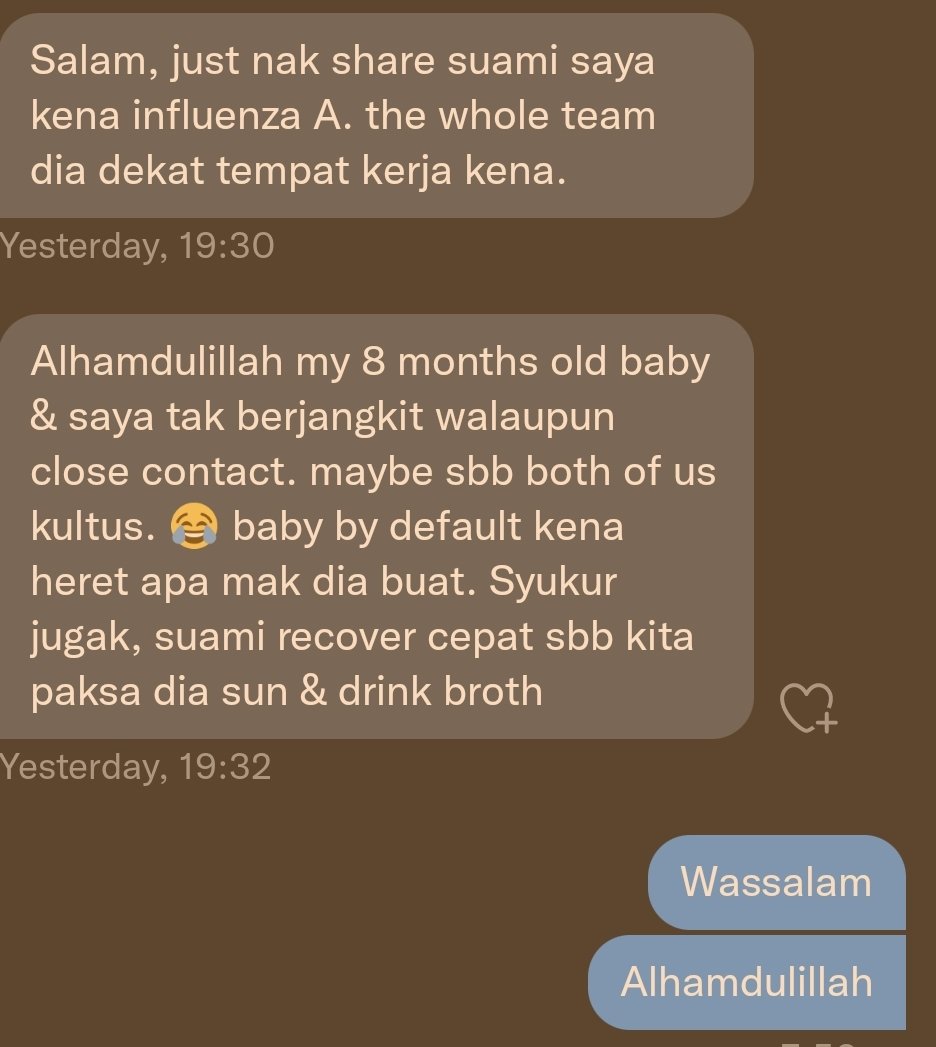 Salam, just nak share suami saya
kena influenza A. the whole team
dia dekat tempat kerja kena.
Yesterday, 19:30
Alhamdulillah my 8 months old baby
& saya tak berjangkit walaupun
close contact. maybe sbb both of us
kultus. 😂 baby by default kena
heret apa mak dia buat. Syukur
jugak, suami recover cepat sbb kita
paksa dia sun & drink broth
Yesterday, 19:32
Wassalam
Alhamdulillah